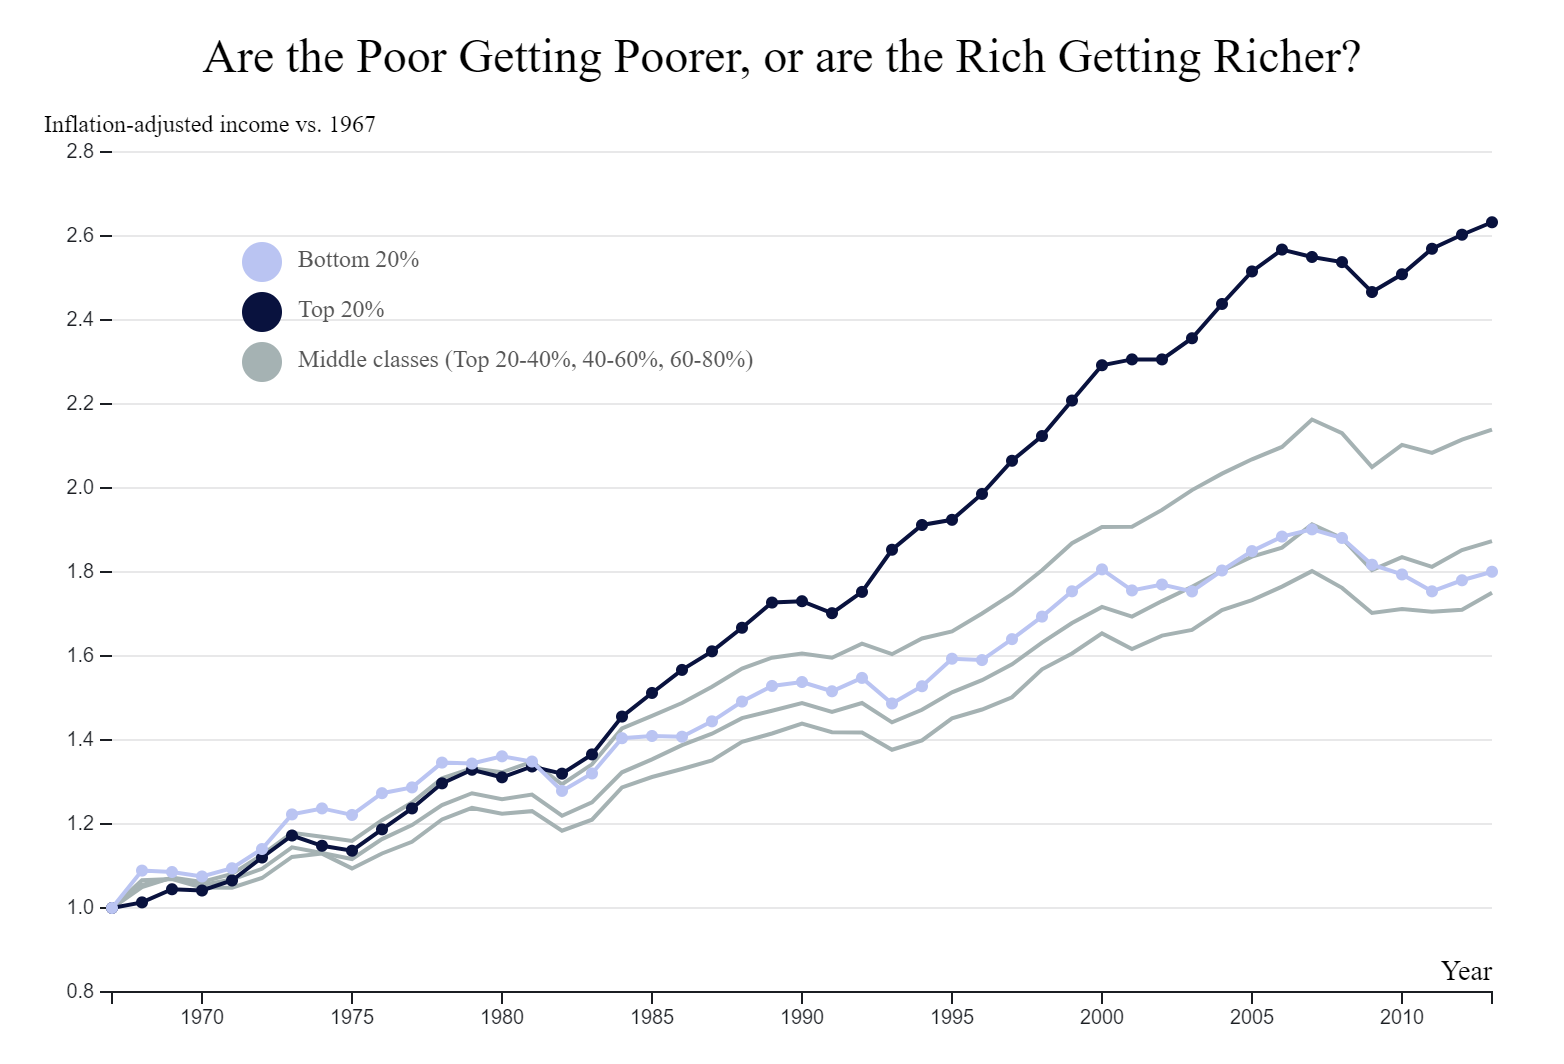 Are the Poor Getting Poorer, or are the Rich Getting Richer?
Inflation-adjusted income vs. 1967
2.8
2.6
Bottom 20%
Top 20%
2.4
Middle classes (Top 20-40%, 40-60%, 60-80%)
2.2
2.0
1.8
1.6
1.4
1.2
1.0
Year
0.8
1970 1975 1980 1985 1990 1995 2000 2005 2010